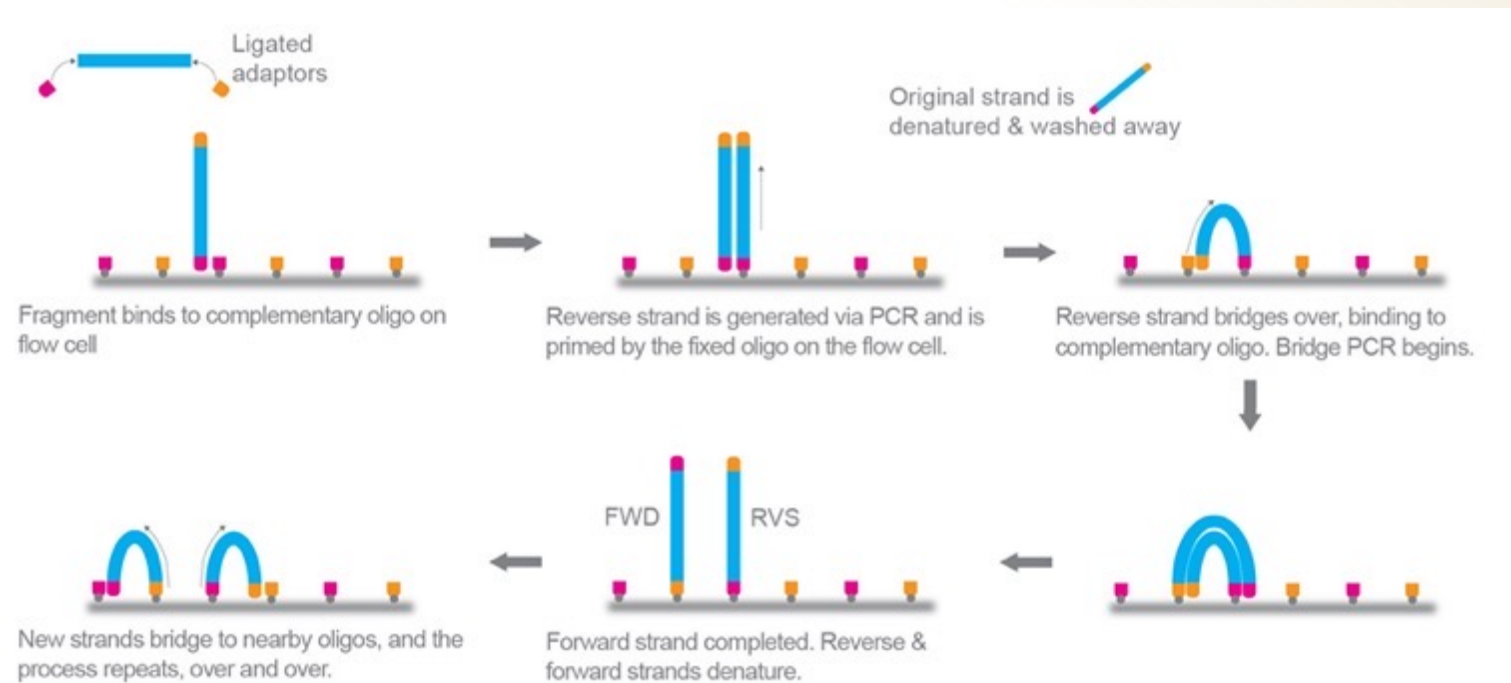 Ligated
adaptors
Original strand is
denatured & washed away
Fragment binds to complementary oligo on
flow cell
Reverse strand is generated via PCR and is
primed by the fixed oligo on the flow cell.
Reverse strand bridges over, binding to
complementary oligo. Bridge PCR begins.
FWD
RVS
New strands bridge to nearby oligos, and the
process repeats, over and over.
Forward strand completed. Reverse &
forward strands denature.